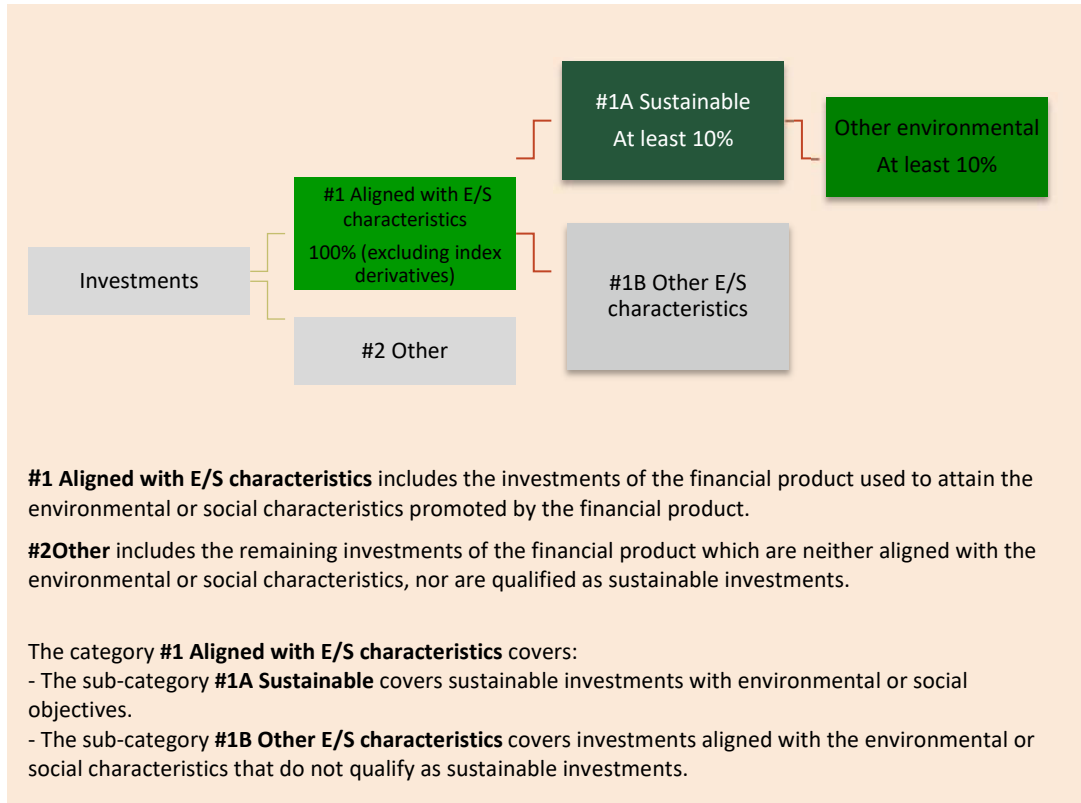 #1A Sustainable
At least 10%
Other environmental
At least 10%
#1 Aligned with E/S
characteristics
100% (excluding index
derivatives)
Investments
#1B Other E/S
characteristics
#2 Other
#1 Aligned with E/S characteristics includes the investments of the financial product used to attain the
environmental or social characteristics promoted by the financial product.
#2Other includes the remaining investments of the financial product which are neither aligned with the
environmental or social characteristics, nor are qualified as sustainable investments.
The category #1 Aligned with E/S characteristics covers:
- The sub-category #1A Sustainable covers sustainable investments with environmental or social
objectives.
- The sub-category #1B Other E/S characteristics covers investments aligned with the environmental or
social characteristics that do not qualify as sustainable investments.